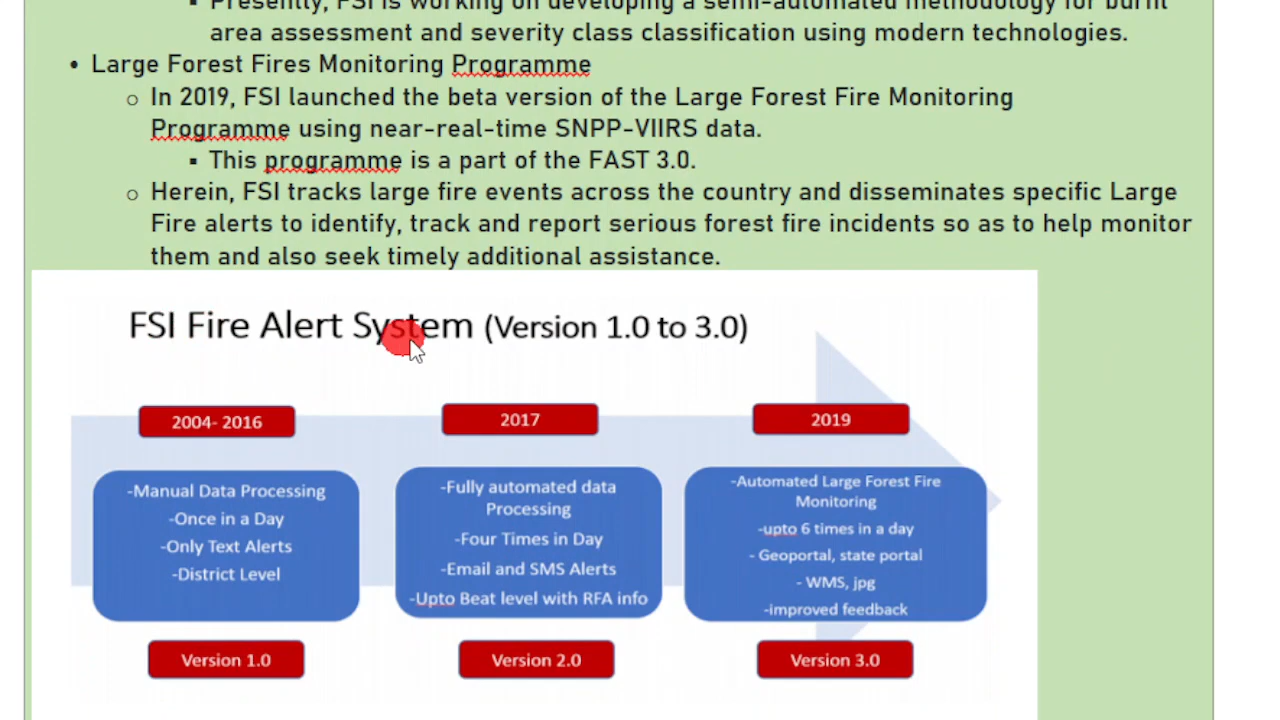 ▪ Presently, FSI is working on developing a semi-automated methodology for burnt
area assessment and severity class classification using modern technologies.
• Large Forest Fires Monitoring Programme
o In 2019, FSI launched the beta version of the Large Forest Fire Monitoring
Programme using near-real-time SNPP-VIIRS data.
▪ This programme is a part of the FAST 3.0.
o Herein, FSI tracks large fire events across the country and disseminates specific Large
Fire alerts to identify, track and report serious forest fire incidents so as to help monitor
them and also seek timely additional assistance.
FSI Fire Alert System (Version 1.0 to 3.0)
2004- 2016
-Manual Data Processing
-Once in a Day
-Only Text Alerts
-District Level
Version 1.0
2017
-Fully automated data
Processing
-Four Times in Day
-Email and SMS Alerts
-Upto Beat level with RFA info
Version 2.0
2019
-Automated Large Forest Fire
Monitoring
-upto 6 times in a day
- Geoportal, state portal
- WMS, jpg
-improved feedback
Version 3.0